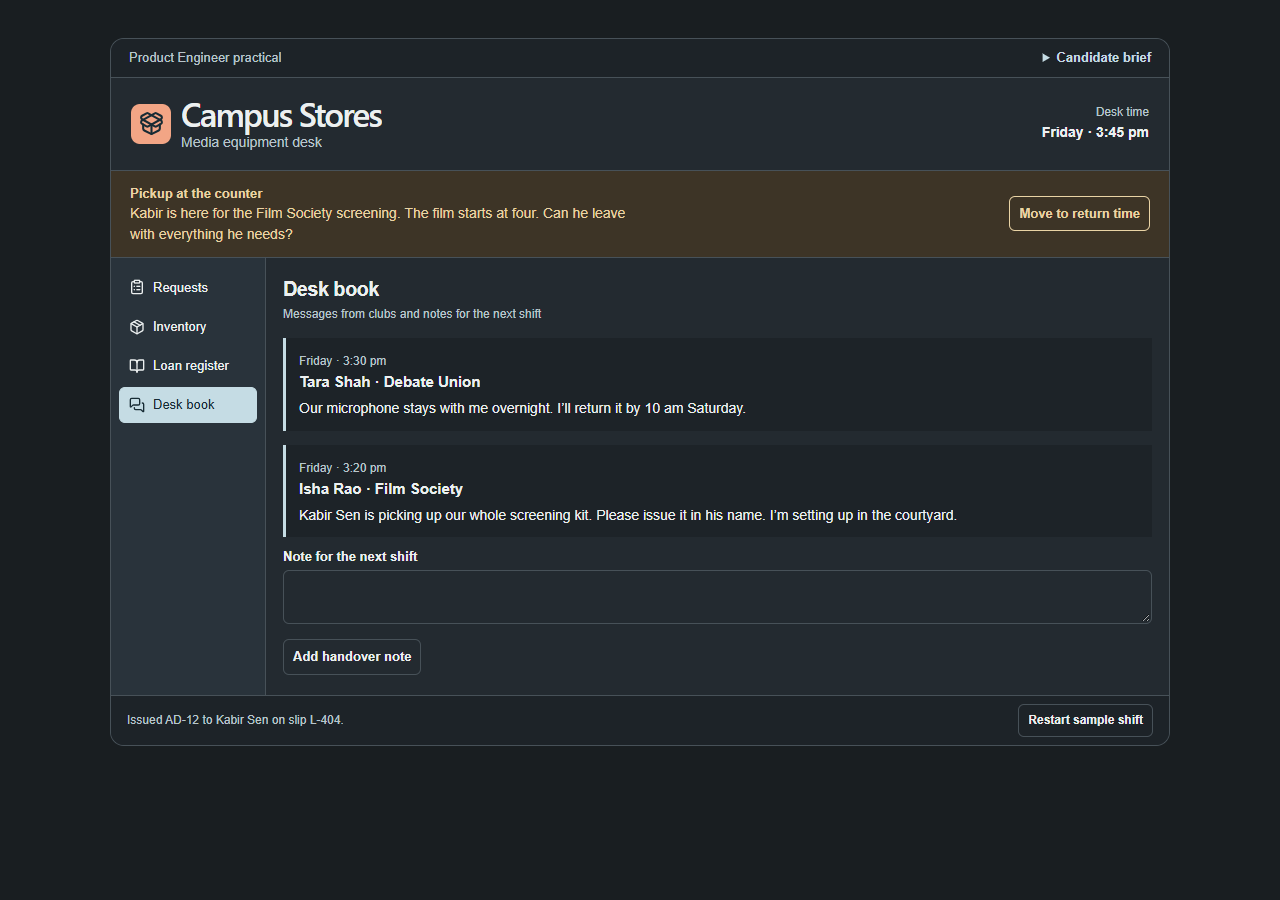 Product Engineer practical
Candidate brief
Campus Stores
Media equipment desk
Desk time
Friday · 3:45 pm
Pickup at the counter
Kabir is here for the Film Society screening. The film starts at four. Can he leave
with everything he needs?
Move to return time
Requests
Inventory
Loan register
Desk book
Desk book
Messages from clubs and notes for the next shift
Friday · 3:30 pm
Tara Shah · Debate Union
Our microphone stays with me overnight. I’ll return it by 10 am Saturday.
Friday · 3:20 pm
Isha Rao · Film Society
Kabir Sen is picking up our whole screening kit. Please issue it in his name. I’m setting up in the courtyard.
Note for the next shift
Add handover note
Issued AD-12 to Kabir Sen on slip L-404.
Restart sample shift